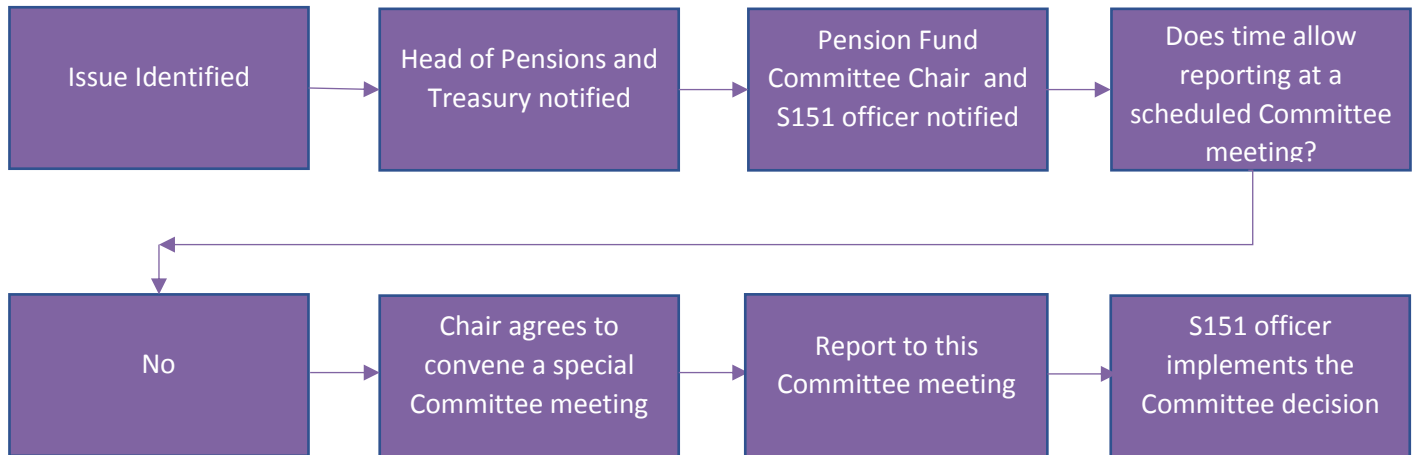 Issue Identified
Head of Pensions and
Treasury notified
Pension Fund
Committee Chair  and
S151 officer notified
Does time allow
reporting at a
scheduled Committee
meeting?
No
Chair agrees to
convene a special
Committee meeting
Report to this
Committee meeting
S151 officer
implements the
Committee decision